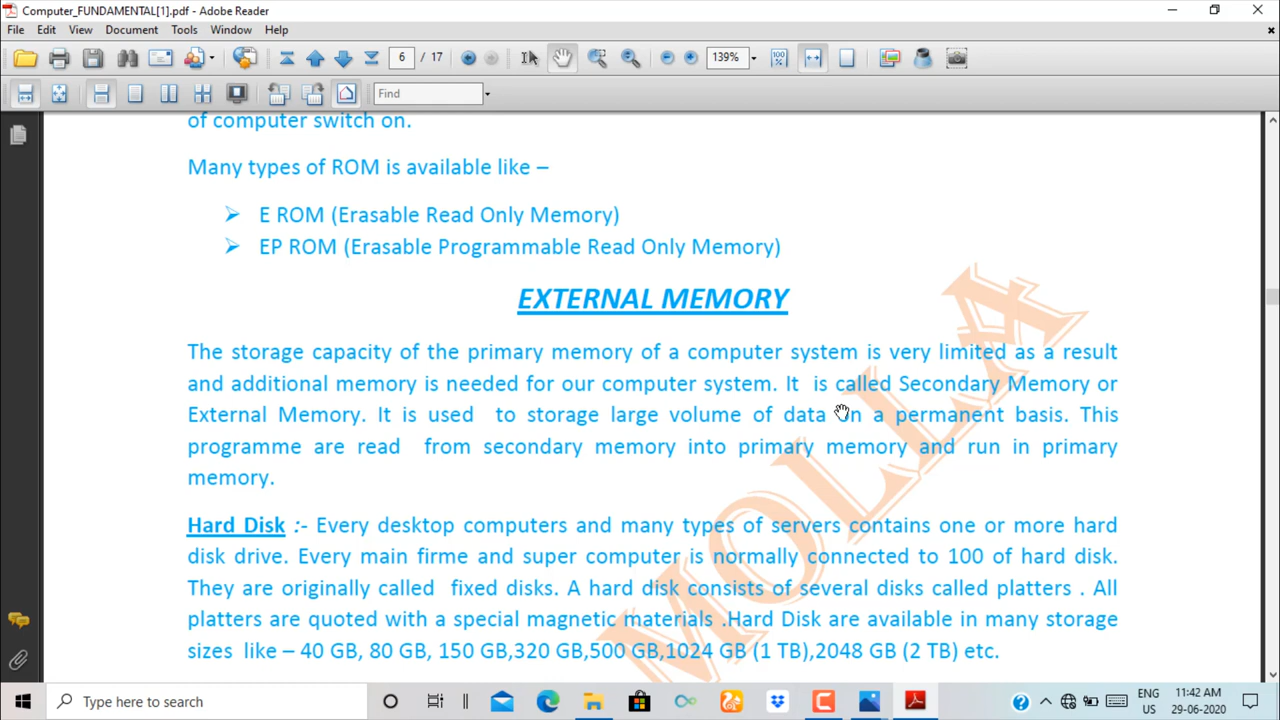 Computer_FUNDAMENTAL[1].pdf - Adobe Reader
File Edit View Document Tools Window Help
6 / 17 139%
Find
of computer switch on.
Many types of ROM is available like –
E ROM (Erasable Read Only Memory)
EP ROM (Erasable Programmable Read Only Memory)
EXTERNAL MEMORY
The storage capacity of the primary memory of a computer system is very limited as a result
and additional memory is needed for our computer system. It is called Secondary Memory or
External Memory. It is used to storage large volume of data on a permanent basis. This
programme are read from secondary memory into primary memory and run in primary
memory.
Hard Disk :- Every desktop computers and many types of servers contains one or more hard
disk drive. Every main firme and super computer is normally connected to 100 of hard disk.
They are originally called fixed disks. A hard disk consists of several disks called platters . All
platters are quoted with a special magnetic materials .Hard Disk are available in many storage
sizes like – 40 GB, 80 GB, 150 GB,320 GB,500 GB,1024 GB (1 TB),2048 GB (2 TB) etc.
MOLLA
Type here to search
ENG 11:42 AM
US 29-06-2020